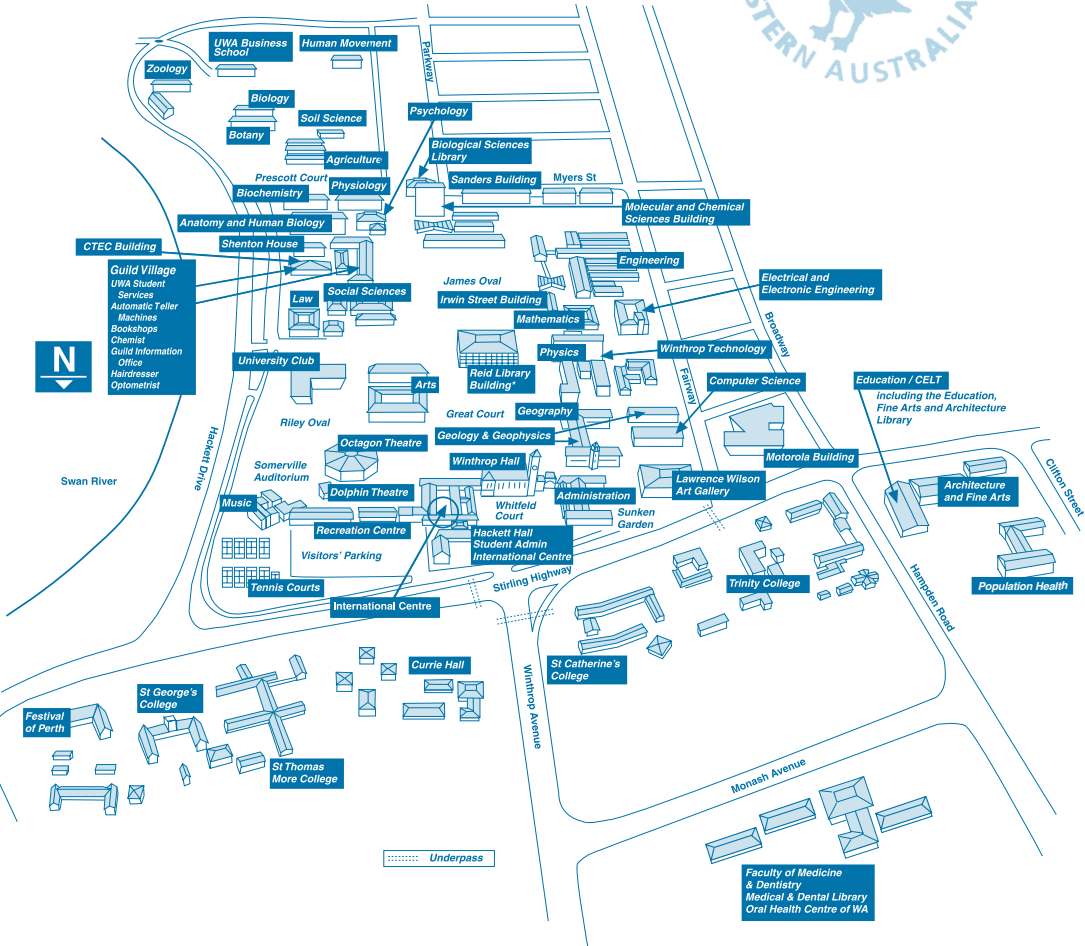 STERN AUSTRALIA
UWA Business
School
Human Movement
Parkway
Zoology
Biology
Psychology
Soil Science
Botany
Biological Sciences
Library
Agriculture
Prescott Court
Physiology
Sanders Building
Myers St
Biochemistry
Molecular and Chemical
Sciences Building
Anatomy and Human Biology
CTEC Building
Shenton House
Engineering
Guild Village
UWA Student
Services
Automatic Teller
Machines
Bookshops
Chemist
Guild Information
Office
Hairdresser
Optometrist
James Oval
Electrical and
Electronic Engineering
Law
Social Sciences
Irwin Street Building
Mathematics
Broadway
N
University Club
Physics
Winthrop Technology
Reid Library
Building*
Fairway
Computer Science
Education / CELT
including the Education,
Fine Arts and Architecture
Library
Arts
Riley Oval
Great Court
Geography
Geology & Geophysics
Octagon Theatre
Motorola Building
Hackett Drive
Winthrop Hall
Somerville
Auditorium
Swan River
Lawrence Wilson
Art Gallery
Clifton Street
Architecture
and Fine Arts
Dolphin Theatre
Music
Administration
Whitfeld
Court
Sunken
Garden
Recreation Centre
Hackett Hall
Student Admin
International Centre
Visitors' Parking
Stirling Highway
Tennis Courts
Trinity College
Population Health
International Centre
Hampden Road
St Catherine's
College
Currie Hall
Winthrop Avenue
St George's
College
Festival
of Perth
St Thomas
More College
Monash Avenue
Underpass
Faculty of Medicine
& Dentistry
Medical & Dental Library
Oral Health Centre of WA